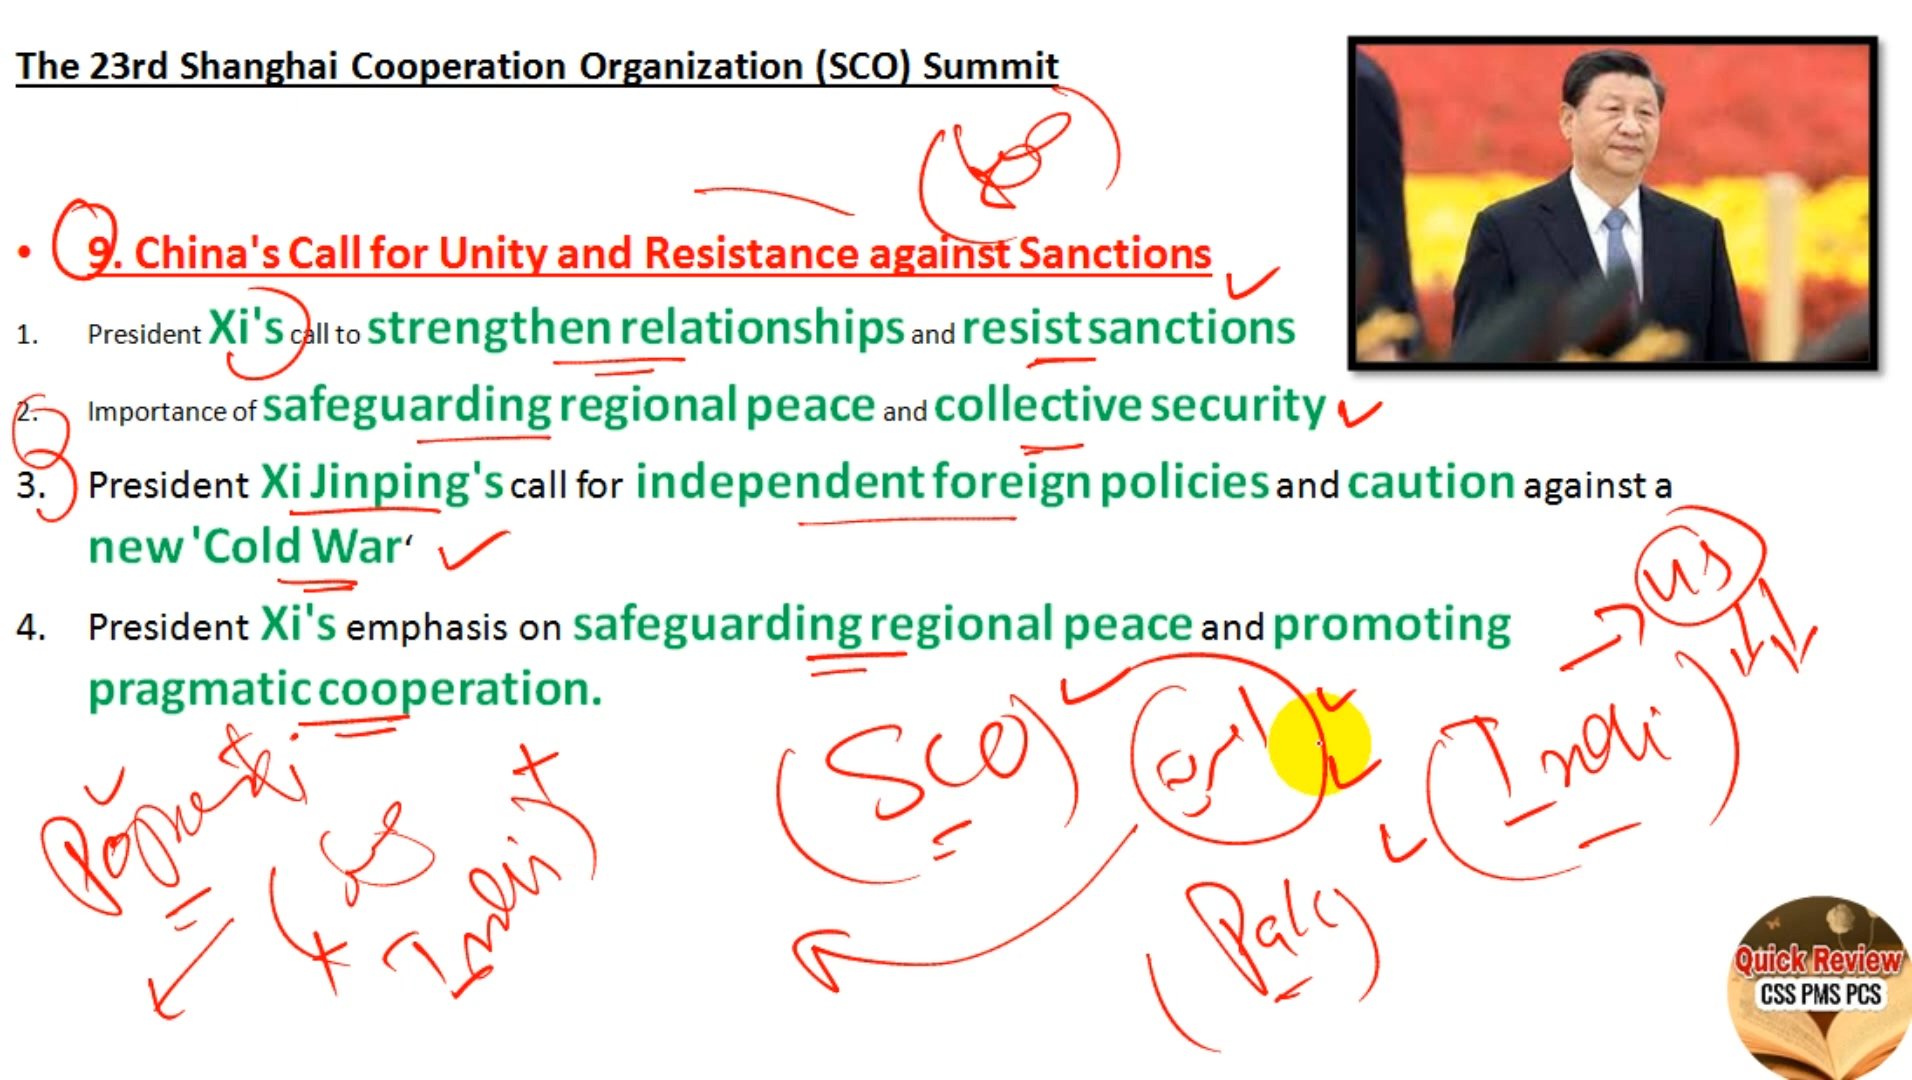 The 23rd Shanghai Cooperation Organization (SCO) Summit
• 9. China's Call for Unity and Resistance against Sanctions
1. President Xi's call to strengthen relationships and resist sanctions
2. Importance of safeguarding regional peace and collective security
3. President Xi Jinping's call for independent foreign policies and caution against a
new 'Cold War‘
4. President Xi's emphasis on safeguarding regional peace and promoting
pragmatic cooperation.
US
SCO
Indi
Pak
Quick Review
CSS PMS PCS